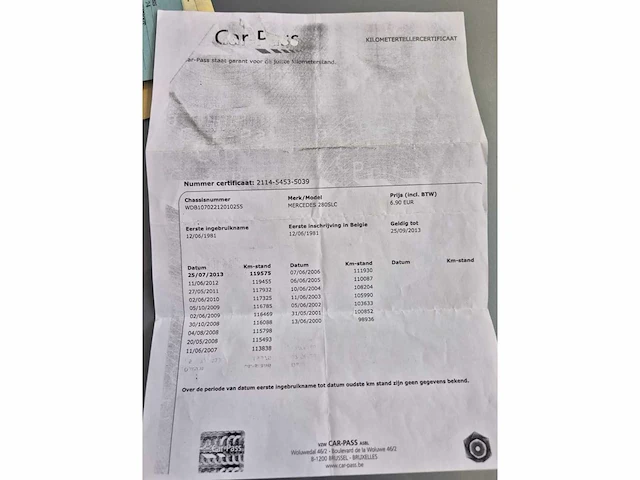 Car-Pass
KILOMETERTELLERCERTIFICAAT
Car-Pass staat garant voor de juiste kilometerstand.
Nummer certificaat: 2114-5453-5039
Chassisnummer Merk/Model Prijs (incl. BTW)
WDB10702212010255 MERCEDES 280SLC 6.90 EUR
Eerste ingebruikname Eerste inschrijving in Belgie Geldig tot
12/06/1981 12/06/1981 25/09/2013
Datum Km-stand Datum Km-stand Datum Km-stand
25/07/2013 119575 07/06/2006 111930
11/06/2012 119455 06/06/2005 110087
27/05/2011 117932 10/06/2004 108204
02/06/2010 117325 11/06/2003 105990
05/10/2009 116785 05/06/2002 103633
02/06/2009 116469 31/05/2001 100852
30/10/2008 116088 13/06/2000 98936
04/08/2008 115798
20/05/2008 115493
11/06/2007 113838
Datum Km-stand
Over de periode van datum eerste ingebruikname tot datum oudste km stand zijn geen gegevens bekend.
Car-Pass
VZW CAR-PASS ASBL
Woluwedal 46/2 - Boulevard de la Woluwe 46/2
B-1200 BRUSSEL - BRUXELLES
www.car-pass.be